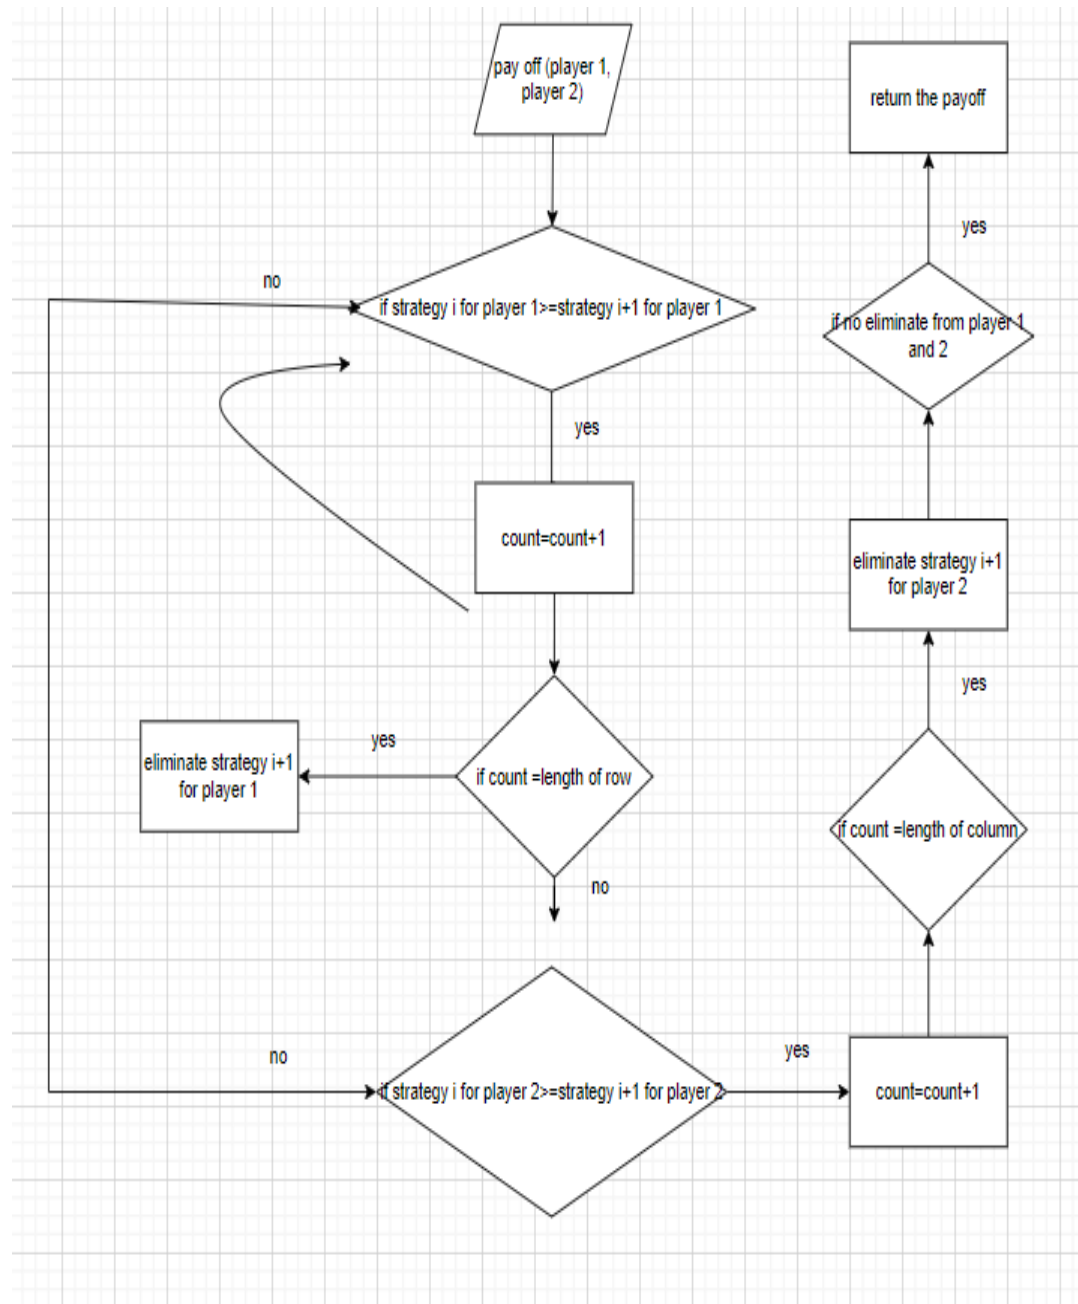 pay off (player 1,
player 2)
no
if strategy i for player 1>=strategy i+1 for player 1
yes
count=count+1
if count =length of row
yes
eliminate strategy i+1
for player 1
no
no
if strategy i for player 2>=strategy i+1 for player 2
yes
count=count+1
if count =length of column
yes
eliminate strategy i+1
for player 2
if no eliminate from player 1
and 2
yes
return the payoff